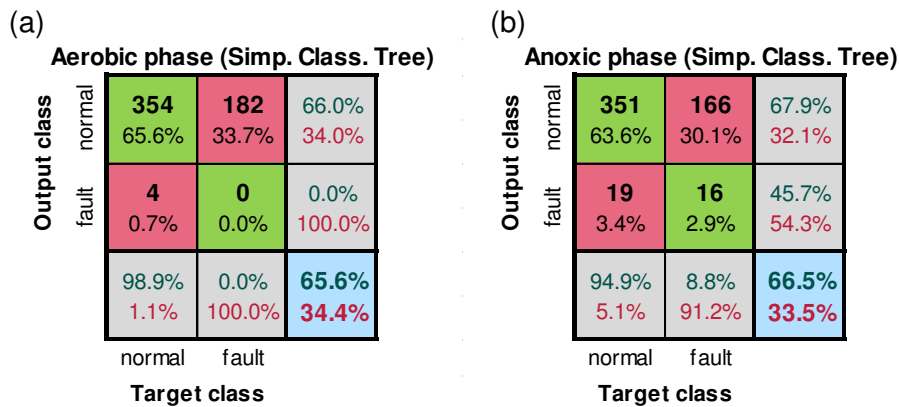 (a)
Aerobic phase (Simp. Class. Tree)
Output class
normal
fault
354
65.6%
182
33.7%
66.0%
34.0%
4
0.7%
0
0.0%
0.0%
100.0%
98.9%
1.1%
0.0%
100.0%
65.6%
34.4%
normal
fault
Target class
(b)
Anoxic phase (Simp. Class. Tree)
Output class
normal
fault
351
63.6%
166
30.1%
67.9%
32.1%
19
3.4%
16
2.9%
45.7%
54.3%
94.9%
5.1%
8.8%
91.2%
66.5%
33.5%
normal
fault
Target class